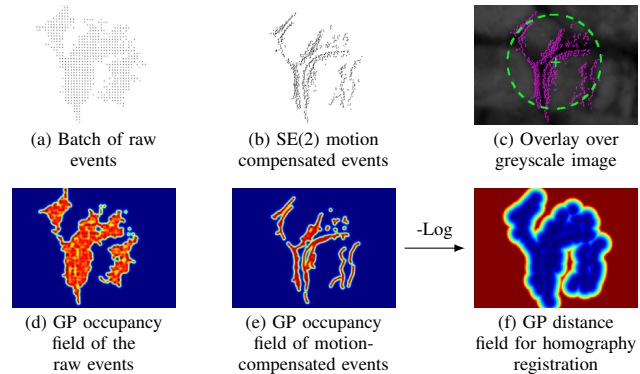 (a) Batch of raw
events
(b) SE(2) motion
compensated events
(c) Overlay over
greyscale image
-Log
(d) GP occupancy
field of the
raw events
(e) GP occupancy
field of motion-
compensated events
(f) GP distance
field for homography
registration